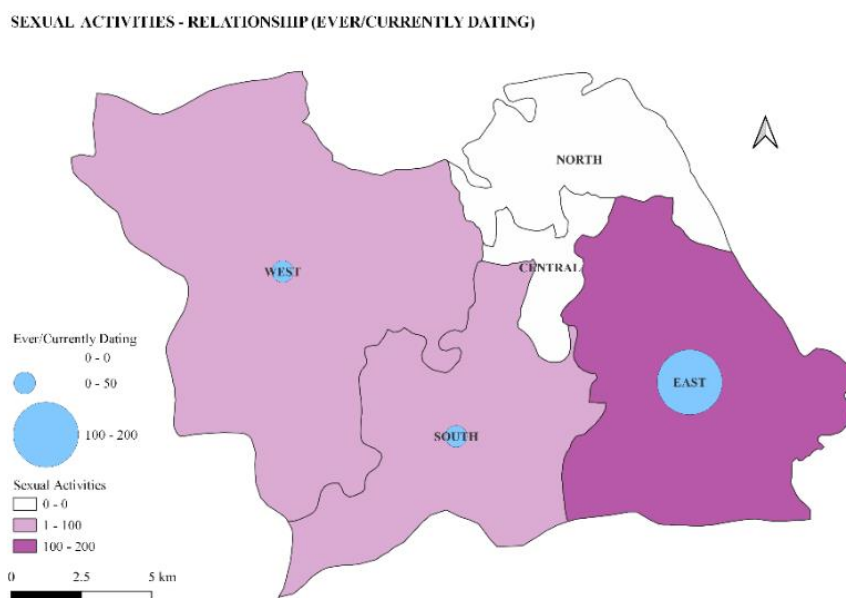 SEXUAL ACTIVITIES - RELATIONSHIP (EVER/CURRENTLY DATING)
NORTH
WEST
CENTRAL
EAST
SOUTH
Ever/Currently Dating
0 - 0
0 - 50
100 - 200
Sexual Activities
0 - 0
1 - 100
100 - 200
0 2.5 5 km